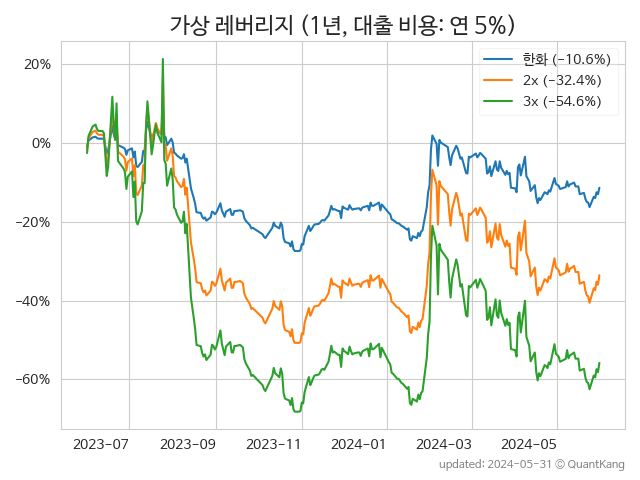 가상 레버리지 (1년, 대출 비용: 연 5%)
한화 (−10.6%)
2x (−32.4%)
3x (−54.6%)
20%
0%
−20%
−40%
−60%
2023−07
2023−09
2023−11
2024−01
2024−03
2024−05
updated: 2024-05-31 © QuantKang